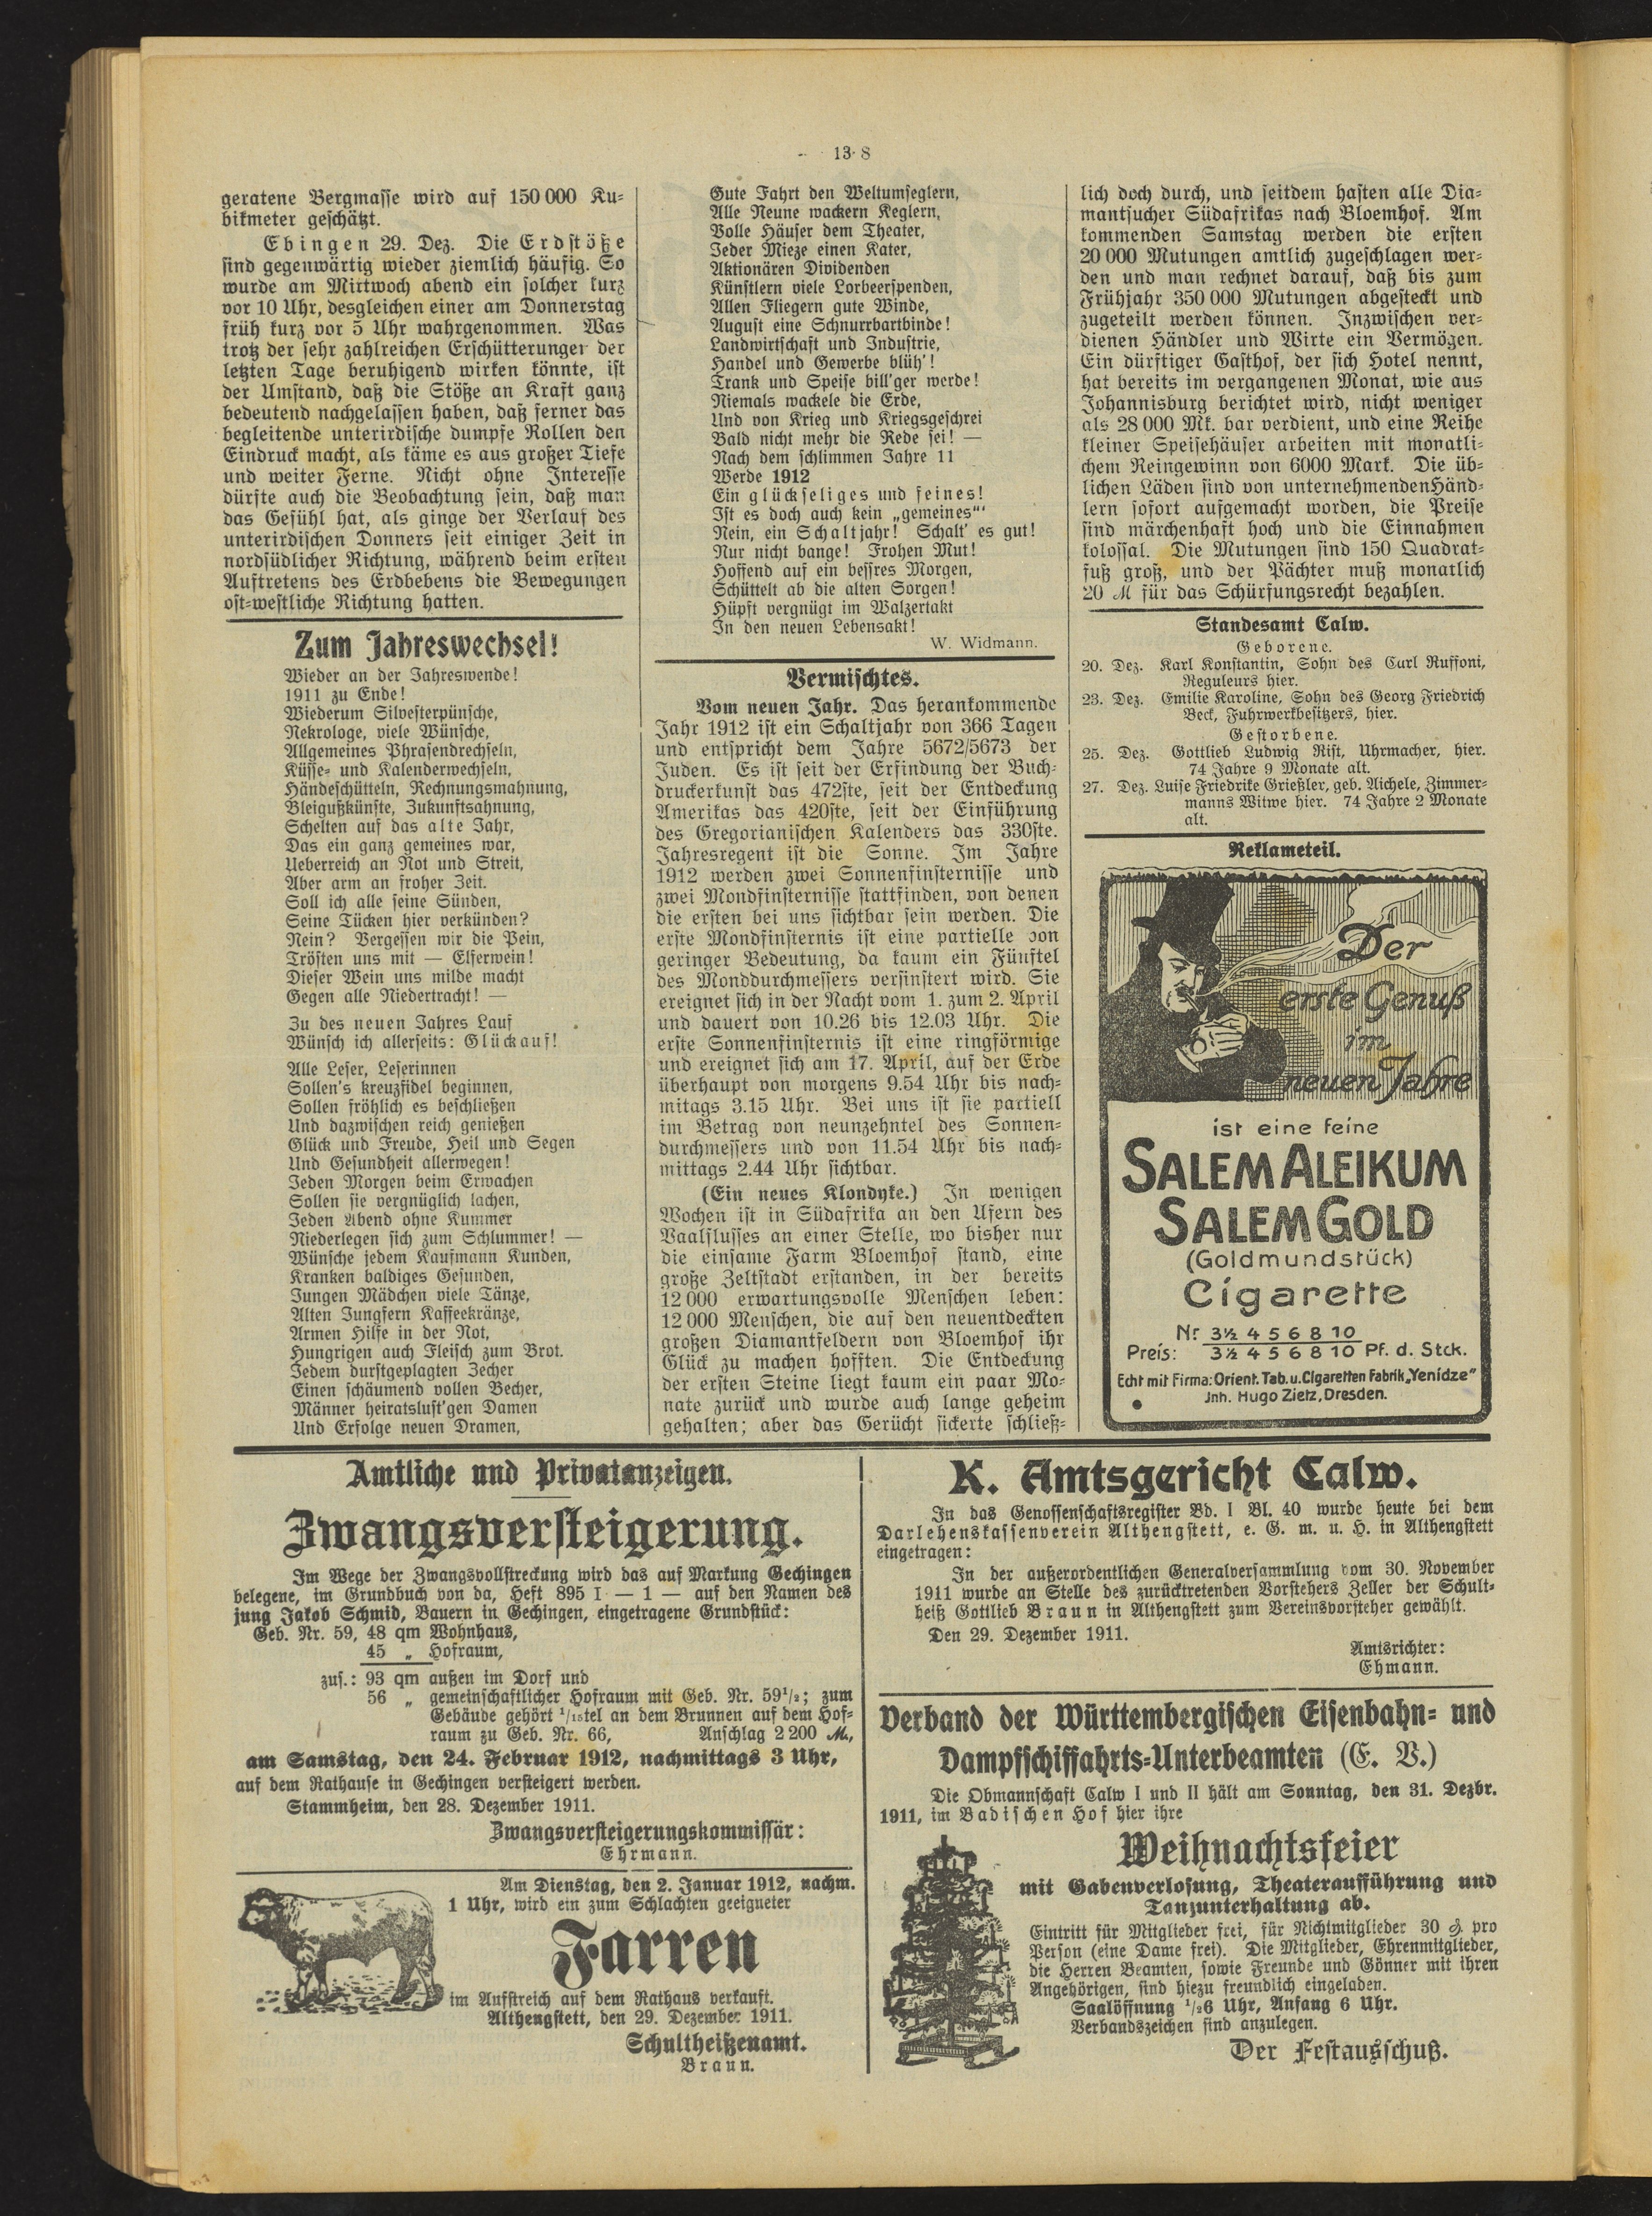 13 8
geratene Bergmasse wird auf 150 000 Ku-
bikmeter geschätzt.
Ebingen 29. Dez. Die Erdstöße
sind gegenwärtig wieder ziemlich häufig. So
wurde am Mittwoch abend ein solcher kurz
vor 10 Uhr, desgleichen einer am Donnerstag
früh kurz vor 5 Uhr wahrgenommen. Was
trotz der sehr zahlreichen Erschütterungen der
letzten Tage beruhigend wirken könnte, ist
der Umstand, daß die Stöße an Kraft ganz
bedeutend nachgelassen haben, daß ferner das
begleitende unterirdische dumpfe Rollen den
Eindruck macht, als käme es aus großer Tiefe
und weiter Ferne. Nicht ohne Interesse
dürfte auch die Beobachtung sein, daß man
das Gefühl hat, als ginge der Verlauf des
unterirdischen Donners seit einiger Zeit in
nordsüdlicher Richtung, während beim ersten
Auftretens des Erdbebens die Bewegungen
ost-westliche Richtung hatten.
Zum Jahreswechsel!
Wieder an der Jahreswende!
1911 zu Ende!
Wiederum Silvesterpünsche,
Nekrologe, viele Wünsche,
Allgemeines Phrasendrechseln,
Küsse- und Kalenderwechseln,
Händeschütteln, Rechnungsmahnung,
Bleigußkünste, Zukunftsahnung,
Schelten auf das alte Jahr,
Das ein ganz gemeines war,
Ueberreich an Not und Streit,
Aber arm an froher Zeit.
Soll ich alle seine Sünden,
Seine Tücken hier verkünden?
Nein? Vergessen wir die Pein,
Trösten uns mit — Elferwein!
Dieser Wein uns milde macht
Gegen alle Niedertracht! —
Zu des neuen Jahres Lauf
Wünsch ich allerseits: Glückauf!
Alle Leser, Leserinnen
Sollen's kreuzfidel beginnen,
Sollen fröhlich es beschließen
Und dazwischen reich genießen
Glück und Freude, Heil und Segen
Und Gesundheit allerwegen!
Jeden Morgen beim Erwachen
Sollen sie vergnüglich lachen,
Jeden Abend ohne Kummer
Niederlegen sich zum Schlummer! —
Wünsche jedem Kaufmann Kunden,
Kranken baldiges Gesunden,
Jungen Mädchen viele Tänze,
Alten Jungfern Kaffeekränze,
Armen Hilfe in der Not,
Hungrigen auch Fleisch zum Brot.
Jedem durstgeplagten Zecher
Einen schäumend vollen Becher,
Männer heiratslust'gen Damen
Und Erfolge neuen Dramen,
Gute Fahrt den Weltumseglern,
Alle Neune wackern Keglern,
Volle Häuser dem Theater,
Jeder Mieze einen Kater,
Aktionären Dividenden
Künstlern viele Lorbeerspenden,
Allen Fliegern gute Winde,
August eine Schnurrbartbinde!
Landwirtschaft und Industrie,
Handel und Gewerbe blüh'!
Trank und Speise bill'ger werde!
Niemals wackele die Erde,
Und von Krieg und Kriegsgeschrei
Bald nicht mehr die Rede sei! —
Nach dem schlimmen Jahre 11
Werde 1912
Ein glückseliges und feines!
Ist es doch auch kein „gemeines"'
Nein, ein Schaltjahr! Schalt' es gut!
Nur nicht bange! Frohen Mut!
Hoffend auf ein bessres Morgen,
Schüttelt ab die alten Sorgen!
Hüpft vergnügt im Walzertakt
In den neuen Lebensakt!
W. Widmann.
Vermischtes.
Vom neuen Jahr. Das herankommende
Jahr 1912 ist ein Schaltjahr von 366 Tagen
und entspricht dem Jahre 5672/5673 der
Juden. Es ist seit der Erfindung der Buch-
druckerkunst das 472ste, seit der Entdeckung
Amerikas das 420ste, seit der Einführung
des Gregorianischen Kalenders das 330ste.
Jahresregent ist die Sonne. Im Jahre
1912 werden zwei Sonnenfinsternisse und
zwei Mondfinsternisse stattfinden, von denen
die ersten bei uns sichtbar sein werden. Die
erste Mondfinsternis ist eine partielle von
geringer Bedeutung, da kaum ein Fünftel
des Monddurchmessers verfinstert wird. Sie
ereignet sich in der Nacht vom 1. zum 2. April
und dauert von 10.26 bis 12.03 Uhr. Die
erste Sonnenfinsternis ist eine ringförmige
und ereignet sich am 17. April, auf der Erde
überhaupt von morgens 9.54 Uhr bis nach-
mitags 3.15 Uhr. Bei uns ist sie partiell
im Betrag von neunzehntel des Sonnen-
durchmessers und von 11.54 Uhr bis nach-
mittags 2.44 Uhr sichtbar.
(Ein neues Klondyke.) In wenigen
Wochen ist in Südafrika an den Ufern des
Vaalflusses an einer Stelle, wo bisher nur
die einsame Farm Bloemhof stand, eine
große Zeltstadt erstanden, in der bereits
12 000 erwartungsvolle Menschen leben:
12 000 Menschen, die auf den neuentdeckten
großen Diamantfeldern von Bloemhof ihr
Glück zu machen hofften. Die Entdeckung
der ersten Steine liegt kaum ein paar Mo-
nate zurück und wurde auch lange geheim
gehalten; aber das Gerücht sickerte schließ-
lich doch durch, und seitdem hasten alle Dia-
mantsucher Südafrikas nach Bloemhof. Am
kommenden Samstag werden die ersten
20 000 Mutungen amtlich zugeschlagen wer-
den und man rechnet darauf, daß bis zum
Frühjahr 350 000 Mutungen abgesteckt und
zugeteilt werden können. Inzwischen ver-
dienen Händler und Wirte ein Vermögen.
Ein dürftiger Gasthof, der sich Hotel nennt,
hat bereits im vergangenen Monat, wie aus
Johannisburg berichtet wird, nicht weniger
als 28 000 Mk. bar verdient, und eine Reihe
kleiner Speisehäuser arbeiten mit monatli-
chem Reingewinn von 6000 Mark. Die üb-
lichen Läden sind von unternehmendenHänd-
lern sofort aufgemacht worden, die Preise
sind märchenhaft hoch und die Einnahmen
kolossal. Die Mutungen sind 150 Quadrat-
fuß groß, und der Pächter muß monatlich
20 M für das Schürfungsrecht bezahlen.
Standesamt Calw.
Geborene.
20. Dez. Karl Konstantin, Sohn des Carl Ruffoni,
Reguleurs hier.
23. Dez. Emilie Karoline, Sohn des Georg Friedrich
Beck, Fuhrwerkbesitzers, hier.
Gestorbene.
25. Dez. Gottlieb Ludwig Rist, Uhrmacher, hier.
74 Jahre 9 Monate alt.
27. Dez. Luise Friedrike Grießler, geb. Aichele, Zimmer-
manns Witwe hier. 74 Jahre 2 Monate
alt.
Reklameteil.
Der
erste Genuß
im
neuen Jahre
ist eine feine
SALEM ALEIKUM
SALEM GOLD
(Goldmundstück)
Cigarette
Nr 3½ 4 5 6 8 10
Preis: 3½ 4 5 6 8 10 Pf. d. Stck.
Echt mit Firma: Orient. Tab. u. Cigaretten Fabrik „Yenidze"
Jnh. Hugo Zietz, Dresden.
Amtliche und Privatanzeigen.
Zwangsversteigerung.
Im Wege der Zwangsvollstreckung wird das auf Markung Gechingen
belegene, im Grundbuch von da, Heft 895 I — 1 — auf den Namen des
jung Jakob Schmid, Bauern in Gechingen, eingetragene Grundstück:
Geb. Nr. 59, 48 qm Wohnhaus,
45 „ Hofraum,
zus.: 93 qm außen im Dorf und
56 „ gemeinschaftlicher Hofraum mit Geb. Nr. 59¹/₂; zum
Gebäude gehört ¹/₁₅tel an dem Brunnen auf dem Hof-
raum zu Geb. Nr. 66, Anschlag 2 200 M.,
am Samstag, den 24. Februar 1912, nachmittags 3 Uhr,
auf dem Rathause in Gechingen versteigert werden.
Stammheim, den 28. Dezember 1911.
Zwangsversteigerungskommissär:
Ehrmann.
Am Dienstag, den 2. Januar 1912, nachm.
1 Uhr, wird ein zum Schlachten geeigneter
Farren
im Aufstreich auf dem Rathaus verkauft.
Althengstett, den 29. Dezember 1911.
Schultheißenamt.
Braun.
K. Amtsgericht Calw.
In das Genossenschaftsregister Bd. I Bl. 40 wurde heute bei dem
Darlehenskassenverein Althengstett, e. G. m. u. H. in Althengstett
eingetragen:
In der außerordentlichen Generalversammlung vom 30. November
1911 wurde an Stelle des zurücktretenden Vorstehers Zeller der Schult-
heiß Gottlieb Braun in Althengstett zum Vereinsvorsteher gewählt.
Den 29. Dezember 1911.
Amtsrichter:
Ehmann.
Verband der Württembergischen Eisenbahn- und
Dampfschiffahrts-Unterbeamten (E. V.)
Die Obmannschaft Calw I und II hält am Sonntag, den 31. Dezbr.
1911, im Badischen Hof hier ihre
Weihnachtsfeier
mit Gabenverlosung, Theateraufführung und
Tanzunterhaltung ab.
Eintritt für Mitglieder frei, für Nichtmitglieder 30 ₰ pro
Person (eine Dame frei). Die Mitglieder, Ehrenmitglieder,
die Herren Beamten, sowie Freunde und Gönner mit ihren
Angehörigen, sind hiezu freundlich eingeladen.
Saalöffnung ¹/₂6 Uhr, Anfang 6 Uhr.
Verbandszeichen sind anzulegen.
Der Festausschuß.